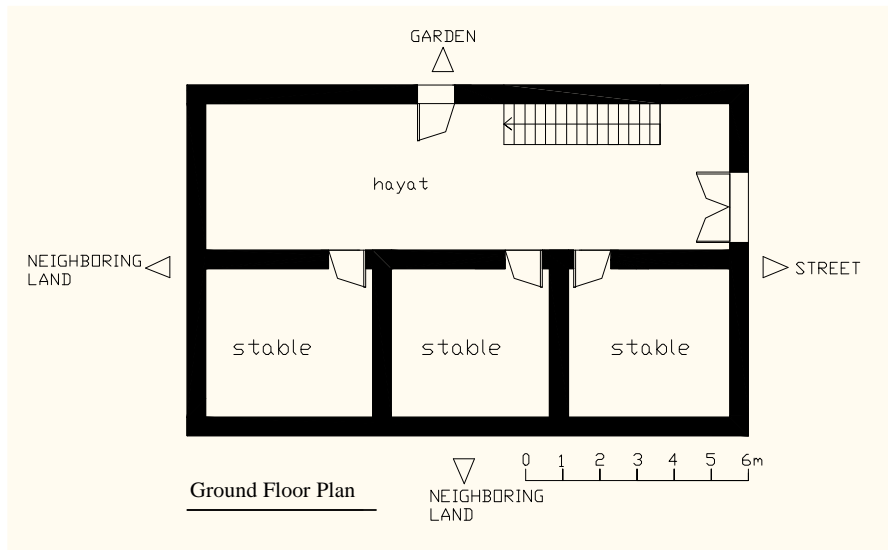 GARDEN
hayat
NEIGHBORING
LAND
STREET
stable
stable
stable
0 1 2 3 4 5 6m
Ground Floor Plan
NEIGHBORING
LAND